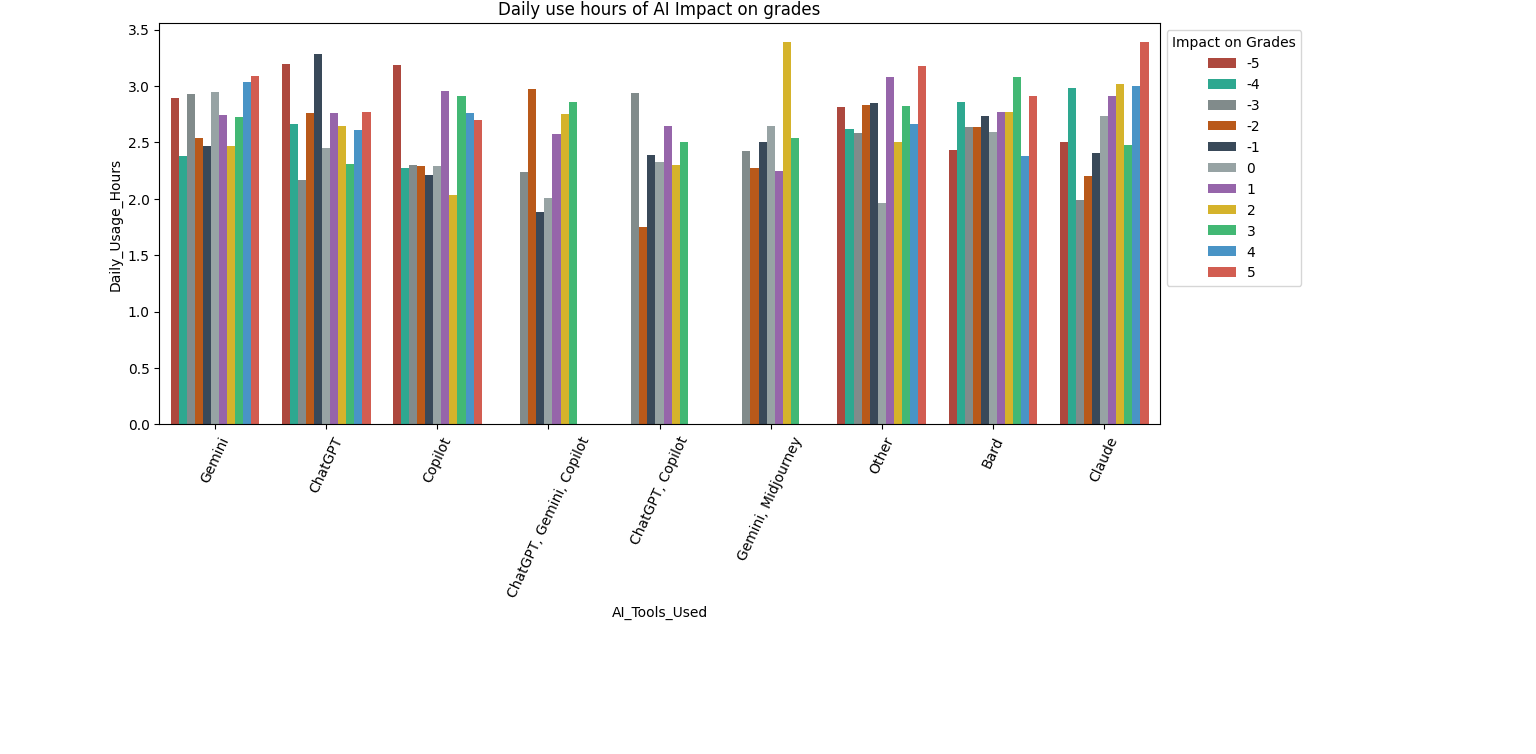 Daily use hours of AI Impact on grades
3.5
3.0
2.5
2.0
1.5
1.0
0.5
0.0
Daily_Usage_Hours
Gemini
ChatGPT
Copilot
ChatGPT, Gemini, Copilot
ChatGPT, Copilot
Gemini, Midjourney
Other
Bard
Claude
AI_Tools_Used
Impact on Grades
-5
-4
-3
-2
-1
0
1
2
3
4
5